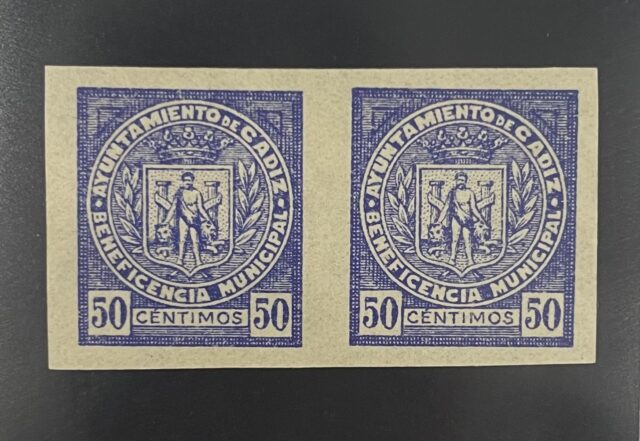 AYUNTAMIENTO DE CADIZ
BENEFICENCIA MUNICIPAL
50 CÉNTIMOS 50
AYUNTAMIENTO DE CADIZ
BENEFICENCIA MUNICIPAL
50 CÉNTIMOS 50